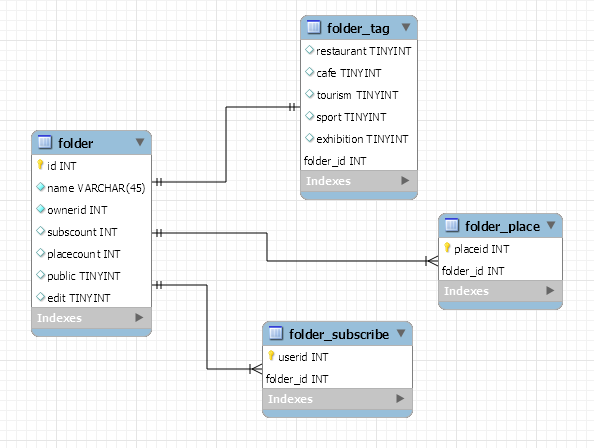 folder_tag
restaurant TINYINT
cafe TINYINT
tourism TINYINT
sport TINYINT
exhibition TINYINT
folder_id INT
Indexes
folder
id INT
name VARCHAR(45)
ownerid INT
subscount INT
placecount INT
public TINYINT
edit TINYINT
Indexes
folder_place
placeid INT
folder_id INT
Indexes
folder_subscribe
userid INT
folder_id INT
Indexes